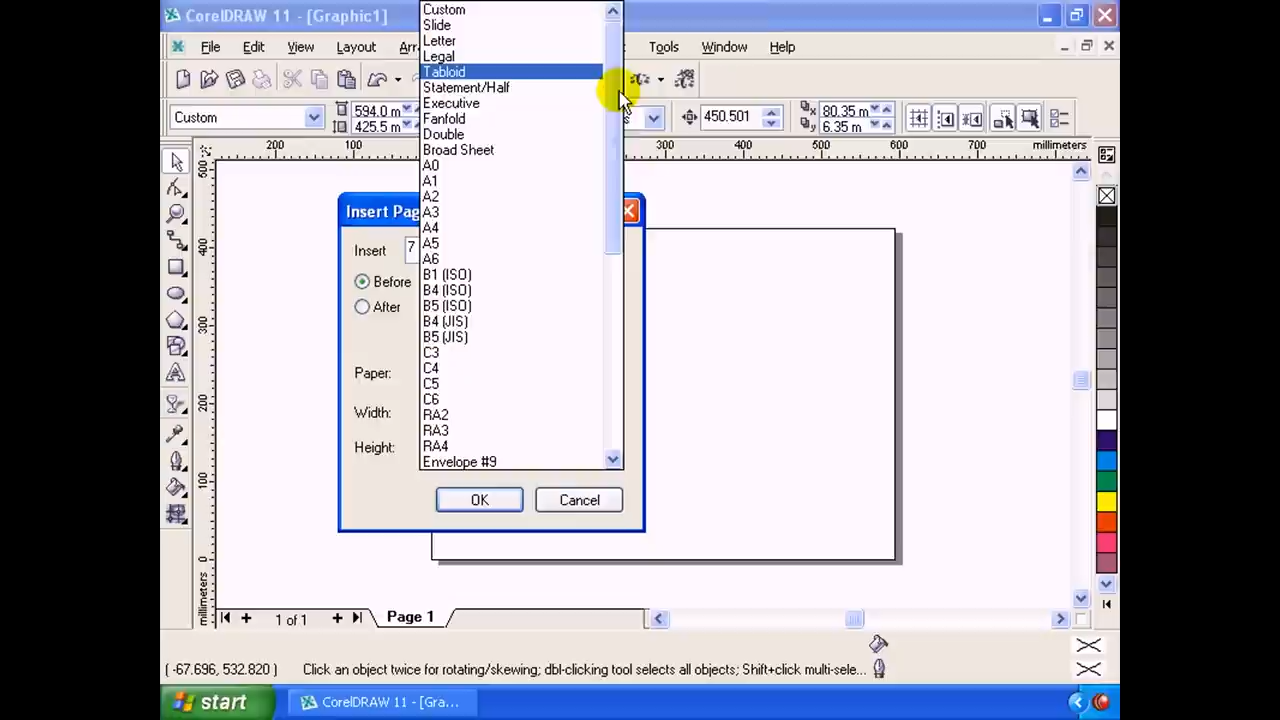 CorelDRAW 11 - [Graphic1]
File Edit View Layout Arr Tools Window Help
Custom
Slide
Letter
Legal
Tabloid
Statement/Half
Executive
Fanfold
Double
Broad Sheet
A0
A1
A2
A3
A4
A5
A6
B1 (ISO)
B4 (ISO)
B5 (ISO)
B4 (JIS)
B5 (JIS)
C3
C4
C5
C6
RA2
RA3
RA4
Envelope #9
Custom 594.0 m 425.5 m s 450.501 80.35 m 6.35 m
200 100 300 400 500 600 millimeters
500
400
300
200
100
0
millimeters
Insert Pag
Insert 7
Before
After
Paper:
Width:
Height:
OK Cancel
1 of 1 Page 1
( -67.696, 532.820 ) Click an object twice for rotating/skewing; dbl-clicking tool selects all objects; Shift+click multi-sele...
start CorelDRAW 11 - [Gra...